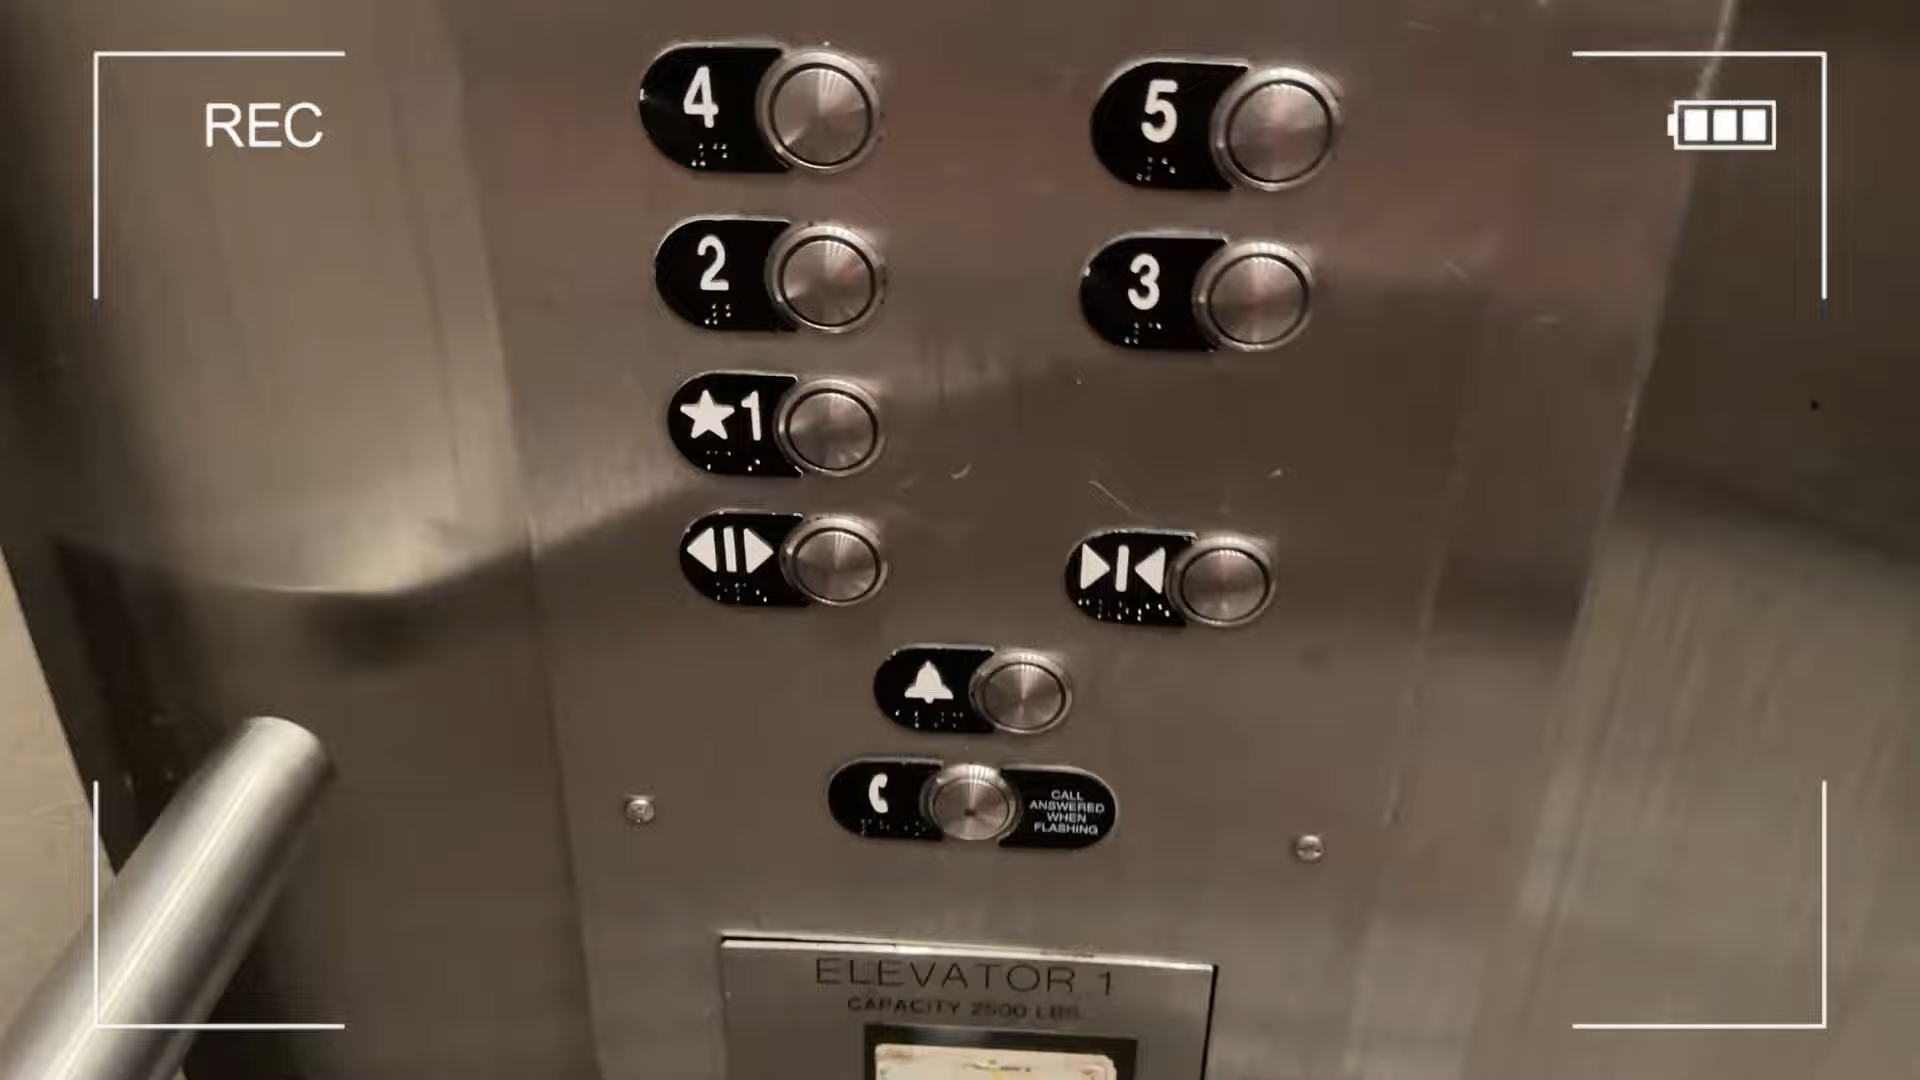 REC
4
5
2
3
★1
CALL
ANSWERED
WHEN
FLASHING
ELEVATOR 1
CAPACITY 2500 LBS.